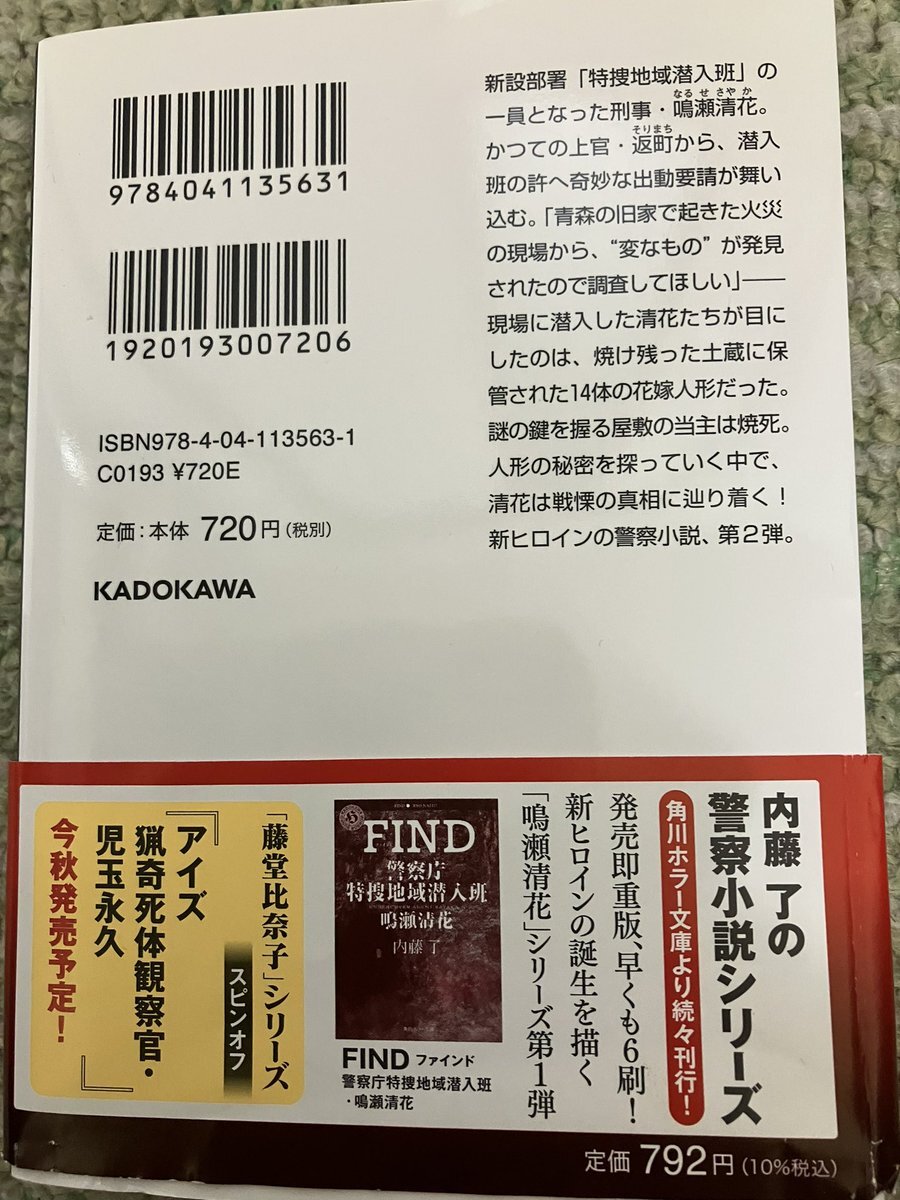 9784041135631
1920193007206
ISBN978-4-04-113563-1
C0193 ¥720E
定価：本体 720円（税別）
KADOKAWA
新設部署「特捜地域潜入班」の
なるせさやか
一員となった刑事・鳴瀬清花。
そりまち
かつての上官・返町から、潜入
班の許へ奇妙な出動要請が舞い
込む。「青森の旧家で起きた火災
の現場から、“変なもの”が発見
されたので調査してほしい」――
現場に潜入した清花たちが目に
したのは、焼け残った土蔵に保
管された14体の花嫁人形だった。
謎の鍵を握る屋敷の当主は焼死。
人形の秘密を探っていく中で、
清花は戦慄の真相に辿り着く！
新ヒロインの警察小説、第２弾。
内藤 了の
警察小説シリーズ
角川ホラー文庫より続々刊行！
発売即重版、早くも６刷！
新ヒロインの誕生を描く
「鳴瀬清花」シリーズ第１弾
FIND
警察庁
特捜地域潜入班
鳴瀬清花
内藤 了
FIND ファインド
警察庁特捜地域潜入班
・鳴瀬清花
「藤堂比奈子」シリーズ
スピンオフ
『アイズ
猟奇死体観察官・
児玉永久』
今秋発売予定！
定価 792円（10%税込）